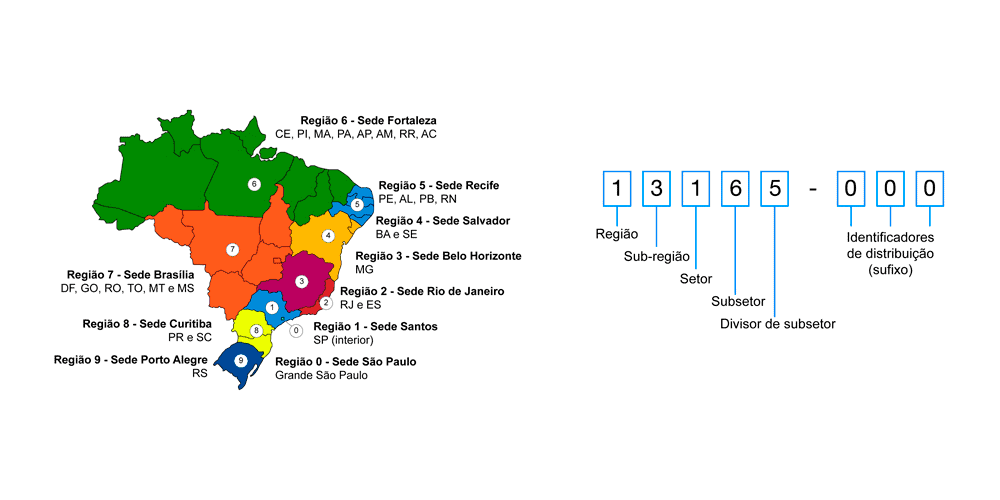 Região 6 - Sede Fortaleza
CE, PI, MA, PA, AP, AM, RR, AC
Região 5 - Sede Recife
PE, AL, PB, RN
Região 4 - Sede Salvador
BA e SE
Região 3 - Sede Belo Horizonte
MG
Região 7 - Sede Brasilia
DF, GO, RO, TO, MT e MS
Região 2 - Sede Rio de Janeiro
RJ e ES
Região 8 - Sede Curitiba
PR e SC
Região 1 - Sede Santos
SP (interior)
Região 9 - Sede Porto Alegre
RS
Região 0 - Sede São Paulo
Grande São Paulo
6
5
4
7
3
2
1
0
8
9
1 3 1 6 5 - 0 0 0
Região
Sub-região
Setor
Subsetor
Divisor de subsetor
Identificadores
de distribuição
(sufixo)